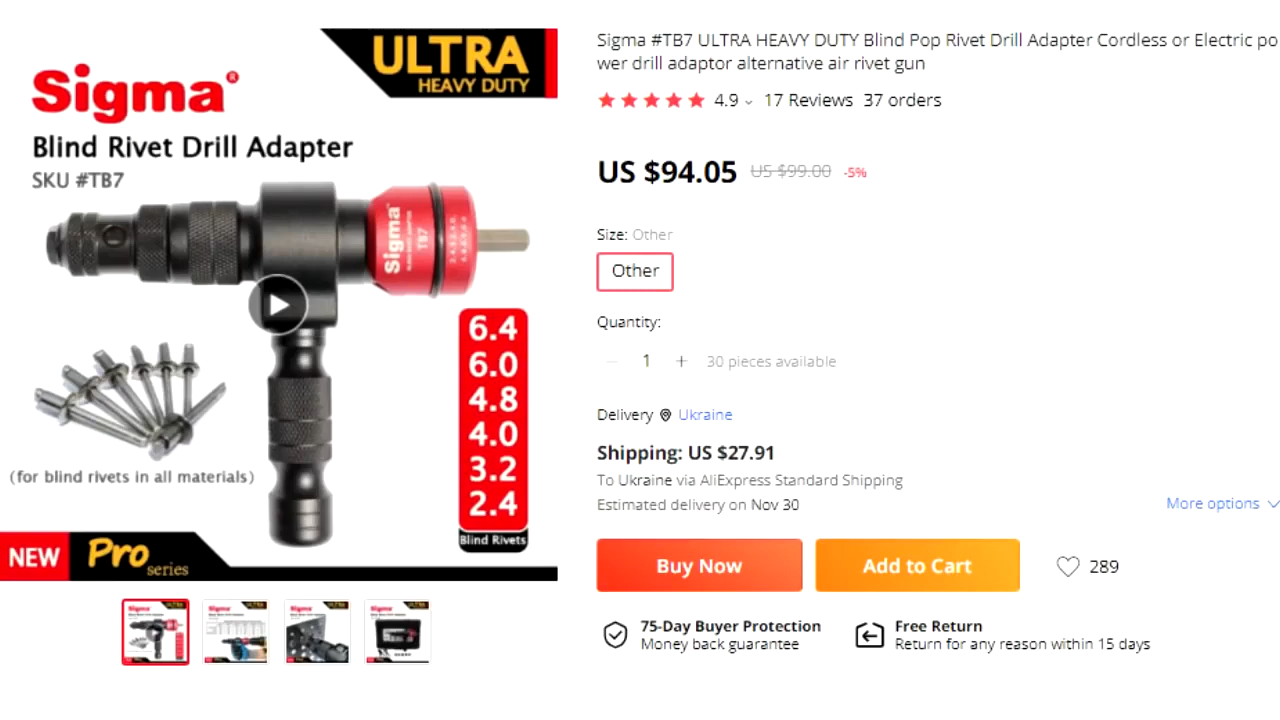 ULTRA
HEAVY DUTY
Sigma®
Blind Rivet Drill Adapter
SKU #TB7
Sigma
TB7
6.4
6.0
4.8
4.0
3.2
2.4
Blind Rivets
(for blind rivets in all materials)
NEW
Pro
series
Sigma #TB7 ULTRA HEAVY DUTY Blind Pop Rivet Drill Adapter Cordless or Electric po
wer drill adaptor alternative air rivet gun
4.9 17 Reviews 37 orders
US $94.05 US $99.00 -5%
Size: Other
Other
Quantity:
− 1 + 30 pieces available
Delivery Ukraine
Shipping: US $27.91
To Ukraine via AliExpress Standard Shipping
Estimated delivery on Nov 30
More options
Buy Now
Add to Cart
289
75-Day Buyer Protection
Money back guarantee
Free Return
Return for any reason within 15 days